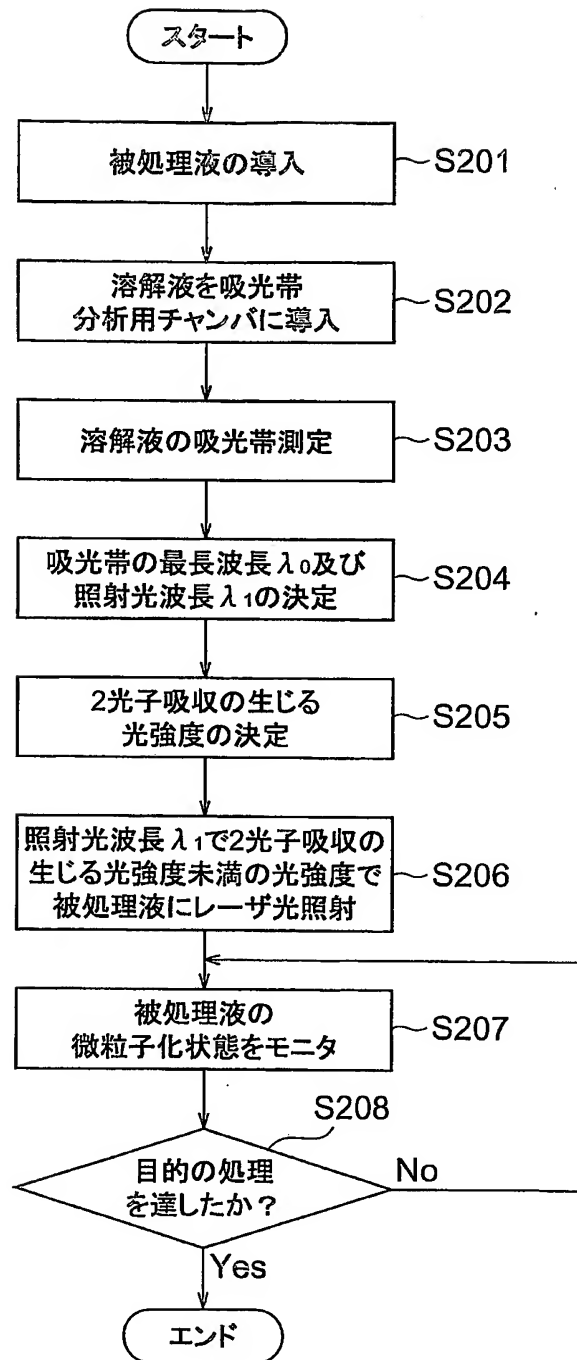 スタート
被処理液の導入
S201
溶解液を吸光帯
分析用チャンバに導入
S202
溶解液の吸光帯測定
S203
吸光帯の最長波長λ0及び
照射光波長λ1の決定
S204
2光子吸収の生じる
光強度の決定
S205
照射光波長λ1で2光子吸収の
生じる光強度未満の光強度で
被処理液にレーザ光照射
S206
被処理液の
微粒子化状態をモニタ
S207
S208
目的の処理
を達したか?
No
Yes
エンド